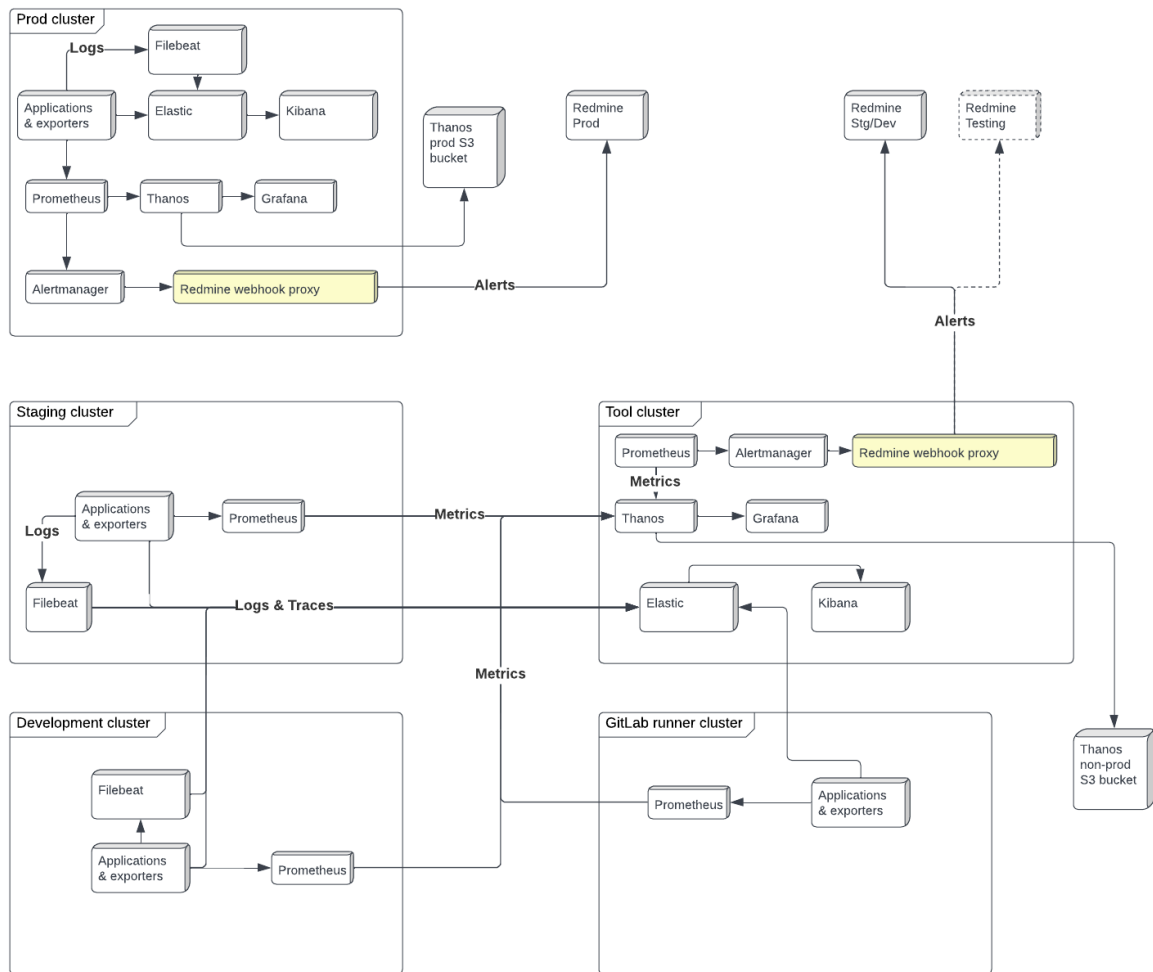 Prod cluster
Logs
Filebeat
Applications
& exporters
Elastic
Kibana
Thanos
prod S3
bucket
Redmine
Prod
Redmine
Stg/Dev
Redmine
Testing
Prometheus
Thanos
Grafana
Alertmanager
Redmine webhook proxy
Alerts
Alerts
Staging cluster
Applications
& exporters
Prometheus
Logs
Filebeat
Metrics
Logs & Traces
Tool cluster
Prometheus
Alertmanager
Redmine webhook proxy
Metrics
Thanos
Grafana
Elastic
Kibana
Metrics
Development cluster
Filebeat
Applications
& exporters
Prometheus
GitLab runner cluster
Prometheus
Applications
& exporters
Thanos
non-prod
S3 bucket